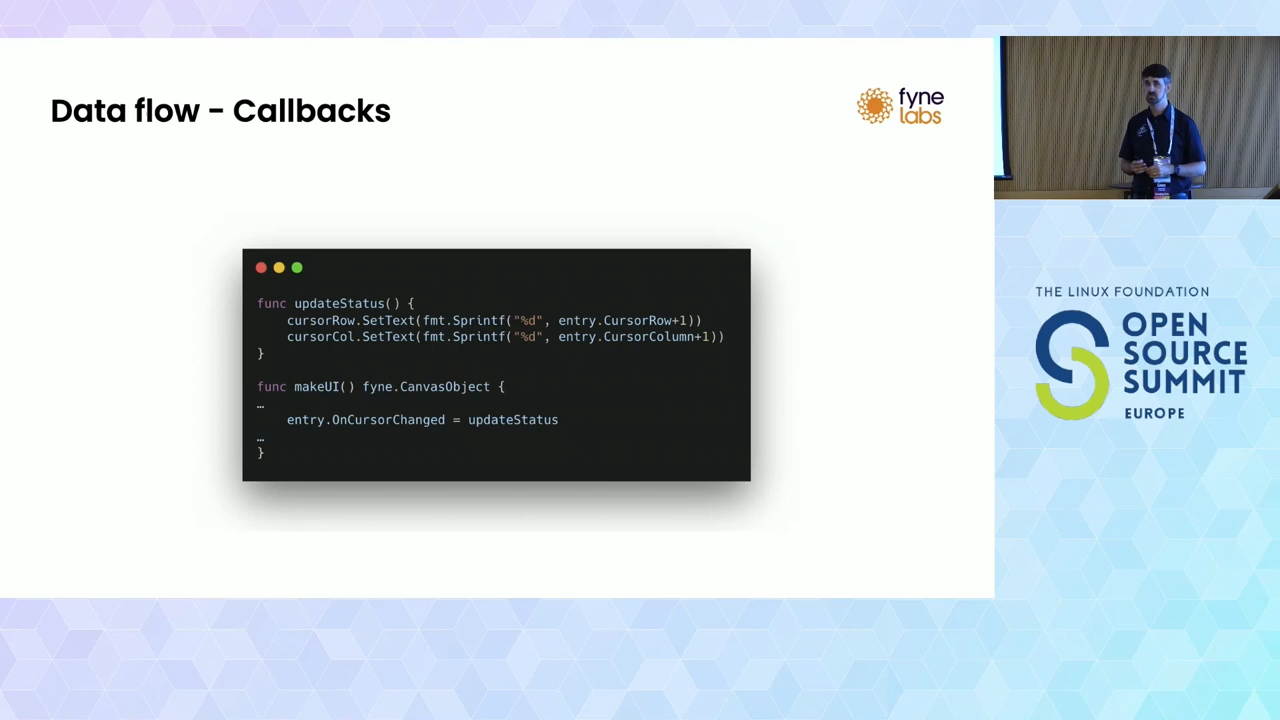 Data flow - Callbacks
fyne
labs
func updateStatus() {
    cursorRow.SetText(fmt.Sprintf("%d", entry.CursorRow+1))
    cursorCol.SetText(fmt.Sprintf("%d", entry.CursorColumn+1))
}
func makeUI() fyne.CanvasObject {
…
    entry.OnCursorChanged = updateStatus
…
}
THE LINUX FOUNDATION
OPEN
SOURCE
SUMMIT
EUROPE